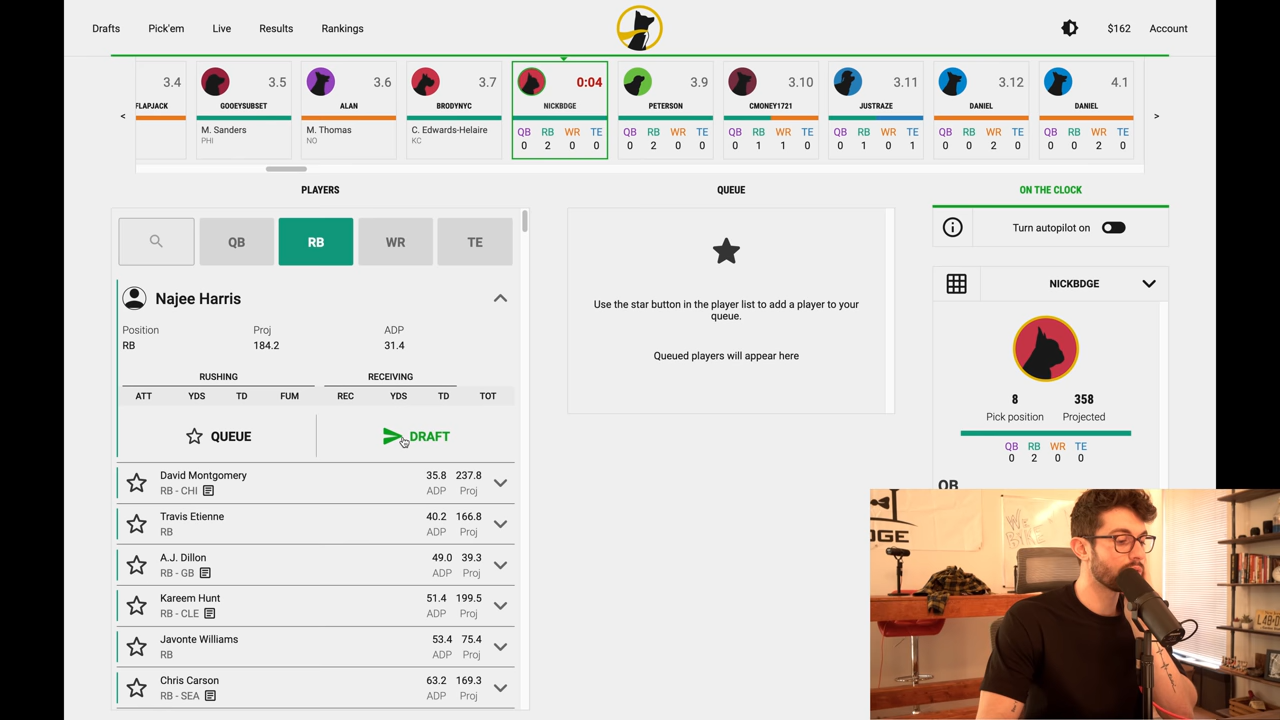 Drafts Pick'em Live Results Rankings $162 Account
3.4 3.5 3.6 3.7 0:04 3.9 3.10 3.11 3.12 4.1
FLAPJACK GOOEYSUBSET ALAN BRODNYC NICKBDGE PETERSON CMONEY1721 JUSTRAZE DANIEL DANIEL
M. Sanders M. Thomas C. Edwards-Helaire QB RB WR TE QB RB WR TE QB RB WR TE QB RB WR TE QB RB WR TE QB RB WR TE
PHI NO KC 0 2 0 0 0 2 0 0 0 1 1 0 0 1 0 1 0 0 2 0 0 0 2 0
< >
PLAYERS QUEUE ON THE CLOCK
QB RB WR TE
Turn autopilot on
Najee Harris
Position Proj ADP
RB 184.2 31.4
RUSHING RECEIVING
ATT YDS TD FUM REC YDS TD TOT
QUEUE DRAFT
David Montgomery 35.8 237.8
RB - CHI ADP Proj
Travis Etienne 40.2 166.8
RB ADP Proj
A.J. Dillon 49.0 39.3
RB - GB ADP Proj
Kareem Hunt 51.4 199.5
RB - CLE ADP Proj
Javonte Williams 53.4 75.4
RB ADP Proj
Chris Carson 63.2 169.3
RB - SEA ADP Proj
Use the star button in the player list to add a player to your
queue.
Queued players will appear here
NICKBDGE
8 358
Pick position Projected
QB RB WR TE
0 2 0 0
QB